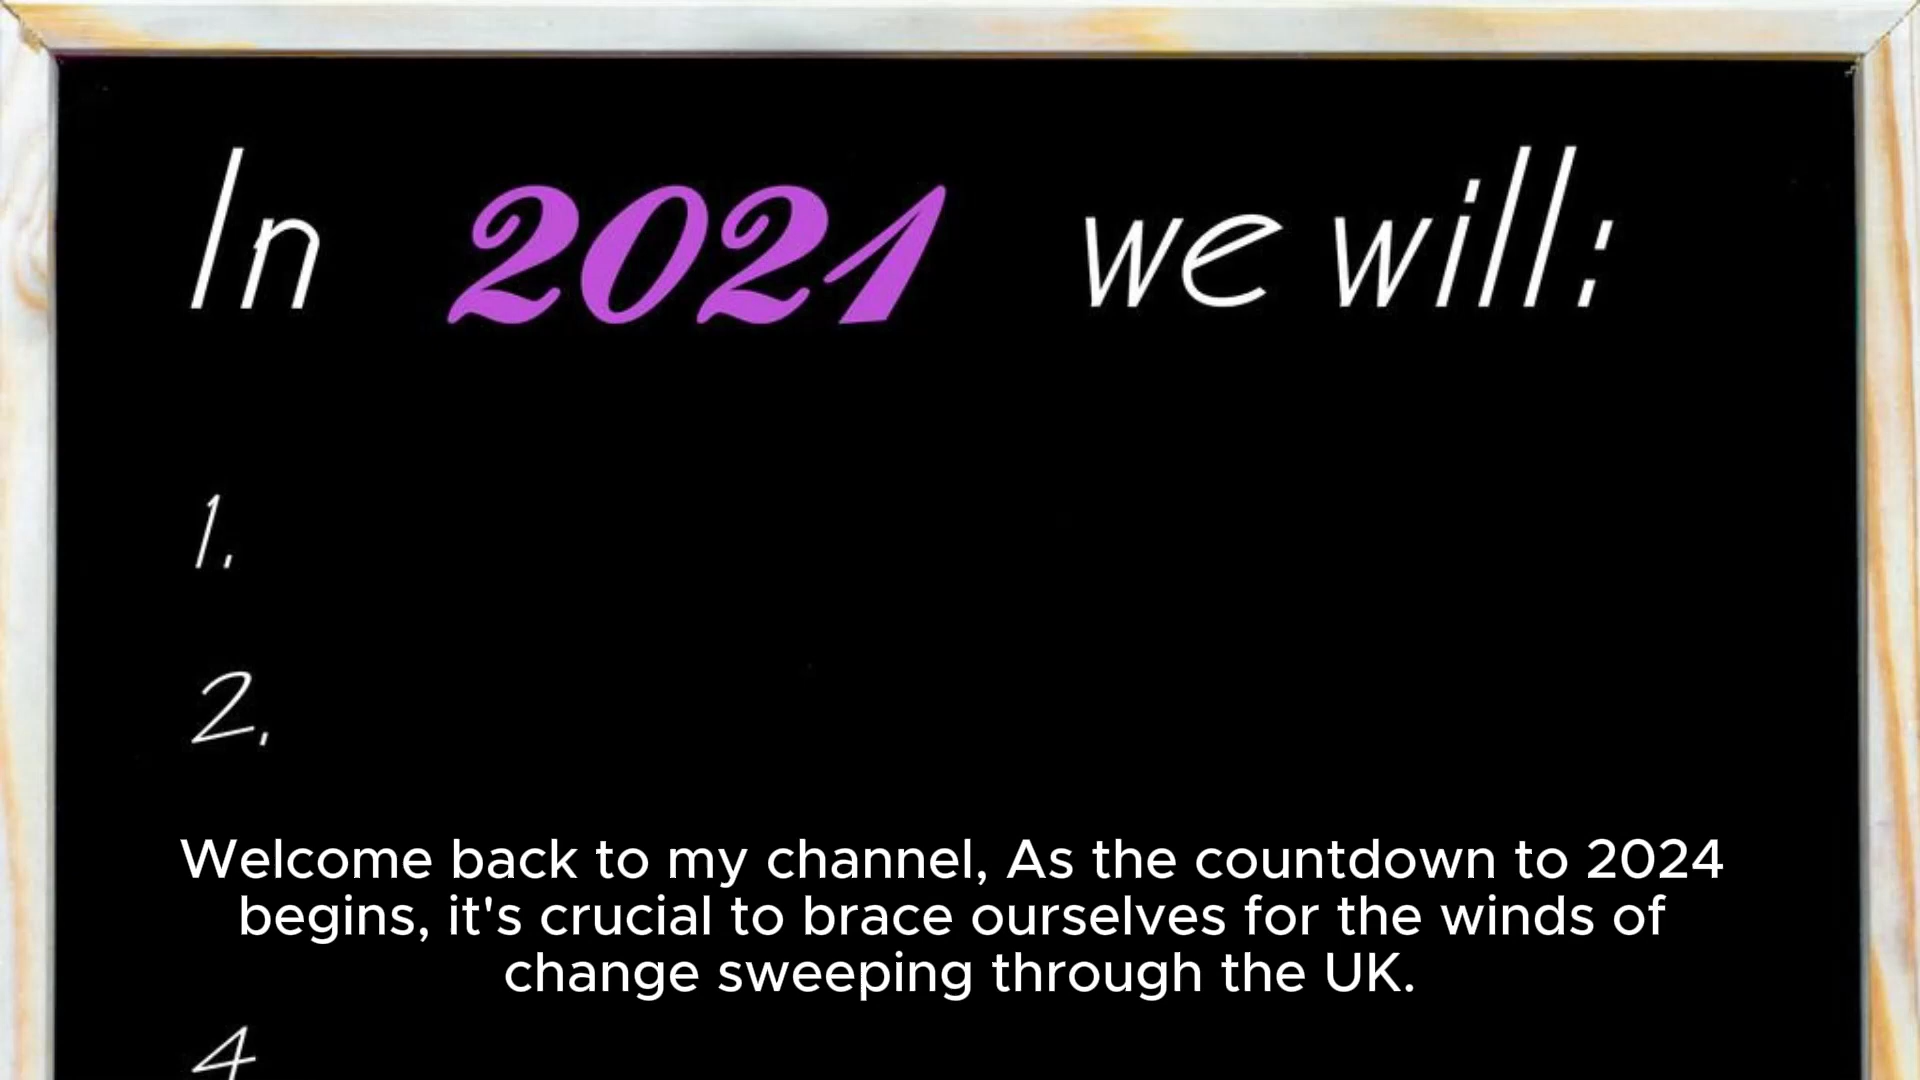 In 2021 we will:
1.
2.
Welcome back to my channel, As the countdown to 2024
begins, it's crucial to brace ourselves for the winds of
change sweeping through the UK.
4